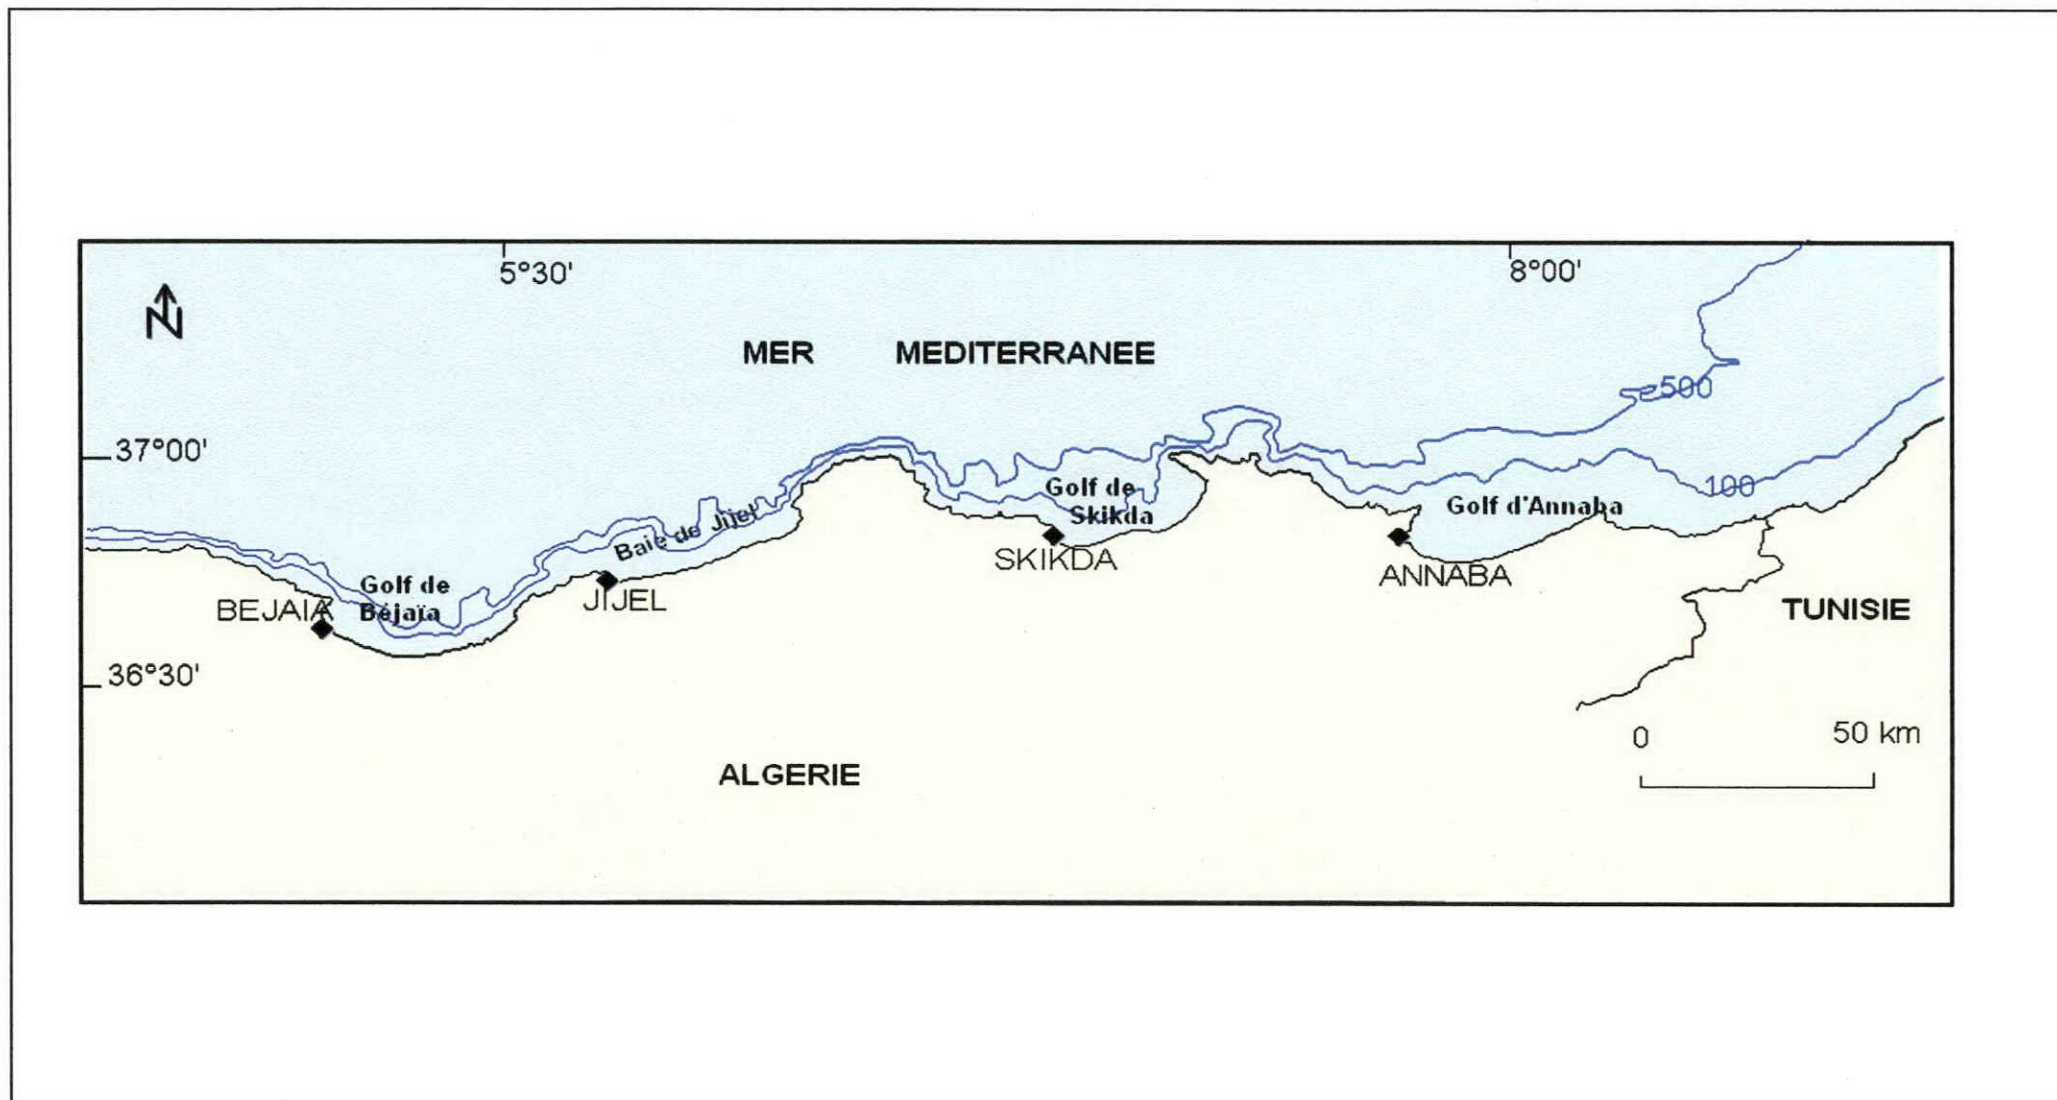 5°30'
8°00'
N
MER MEDITERRANEE
500
37°00'
100
Golf de
Skikda
Golf d'Annaba
Baie de Jijel
SKIKDA
ANNABA
Golf de
Béjaïa
BEJAIA
JIJEL
TUNISIE
36°30'
0 50 km
ALGERIE